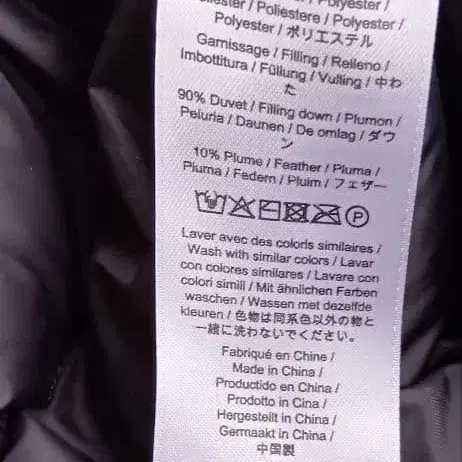 Polyester /
Polyester / Poliestere / Polyester /
Polyester / ポリエステル
Garnissage / Filling / Relleno /
Imbottitura / Füllung / Vulling / 中わ
た
90% Duvet / Filling down / Plumon /
Peluria / Daunen / De omlag / ダウ
ン
10% Plume / Feather / Pluma /
Piuma / Federn / Pluim / フェザー
P
Laver avec des coloris similaires /
Wash with similar colors / Lavar
con colores similares / Lavare con
colori simili / Mit ähnlichen Farben
waschen / Wassen met dezelfde
kleuren / 色物は同系色以外の物と
一緒に洗わないでください。
Fabriqué en Chine /
Made in China /
Productido en China /
Prodotto in Cina /
Hergestellt in China /
Germaakt in China /
中国製